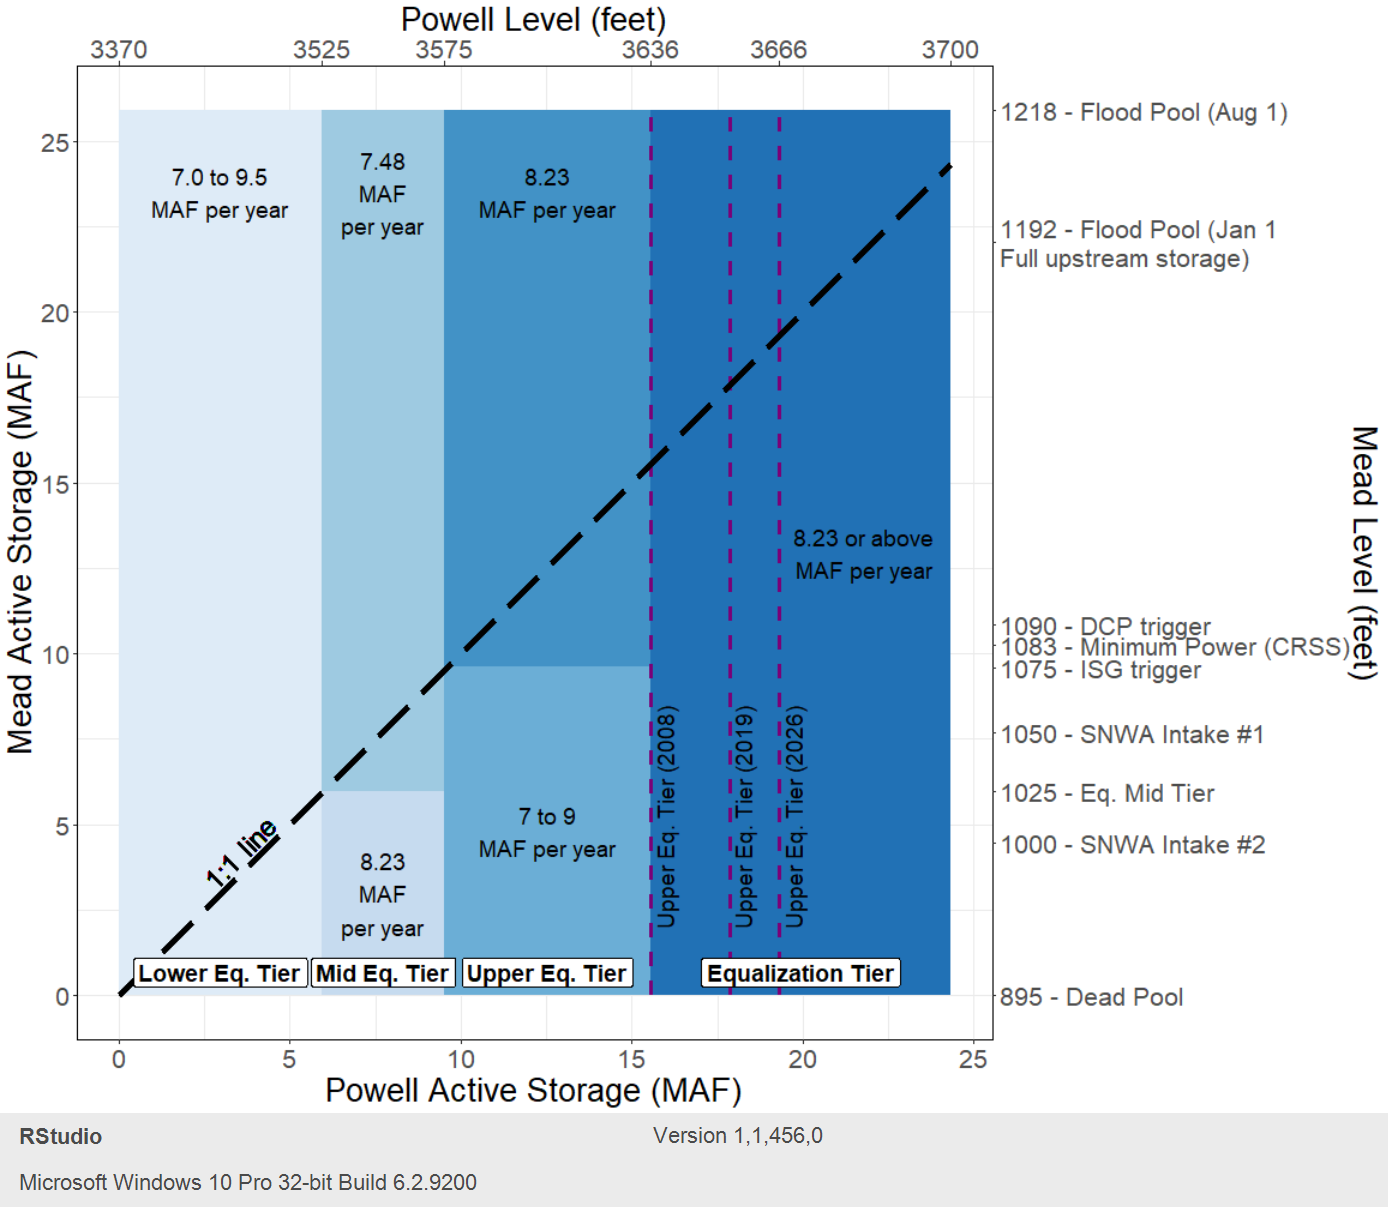 Powell Level (feet)
3370 3525 3575 3636 3666 3700
Mead Active Storage (MAF)
25
20
15
10
5
0
7.0 to 9.5
MAF per year
7.48
MAF
per year
8.23
MAF per year
8.23 or above
MAF per year
1:1 line
8.23
MAF
per year
7 to 9
MAF per year
Upper Eq. Tier (2008)
Upper Eq. Tier (2019)
Upper Eq. Tier (2026)
Lower Eq. Tier
Mid Eq. Tier
Upper Eq. Tier
Equalization Tier
1218 - Flood Pool (Aug 1)
1192 - Flood Pool (Jan 1
Full upstream storage)
1090 - DCP trigger
1083 - Minimum Power (CRSS)
1075 - ISG trigger
1050 - SNWA Intake #1
1025 - Eq. Mid Tier
1000 - SNWA Intake #2
895 - Dead Pool
Mead Level (feet)
0 5 10 15 20 25
Powell Active Storage (MAF)
RStudio
Version 1,1,456,0
Microsoft Windows 10 Pro 32-bit Build 6.2.9200